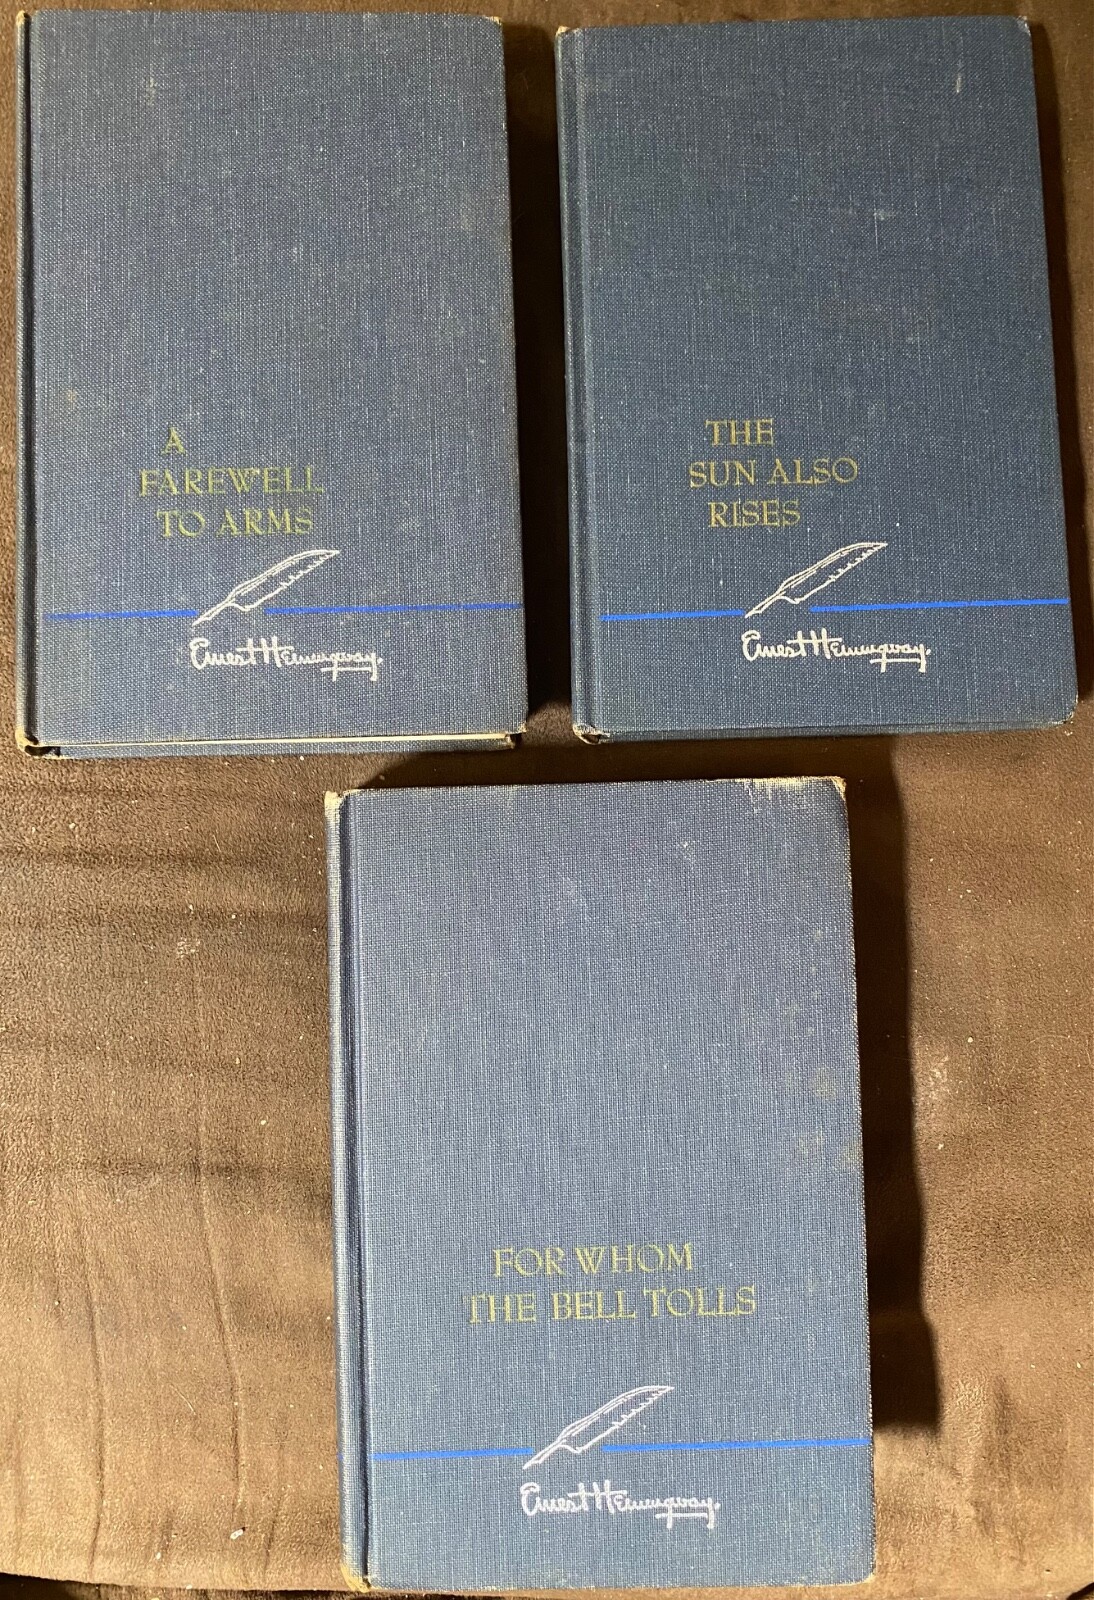 A
FAREWELL
TO ARMS
Ernest Hemingway.
THE
SUN ALSO
RISES
Ernest Hemingway.
FOR WHOM
THE BELL TOLLS
Ernest Hemingway.